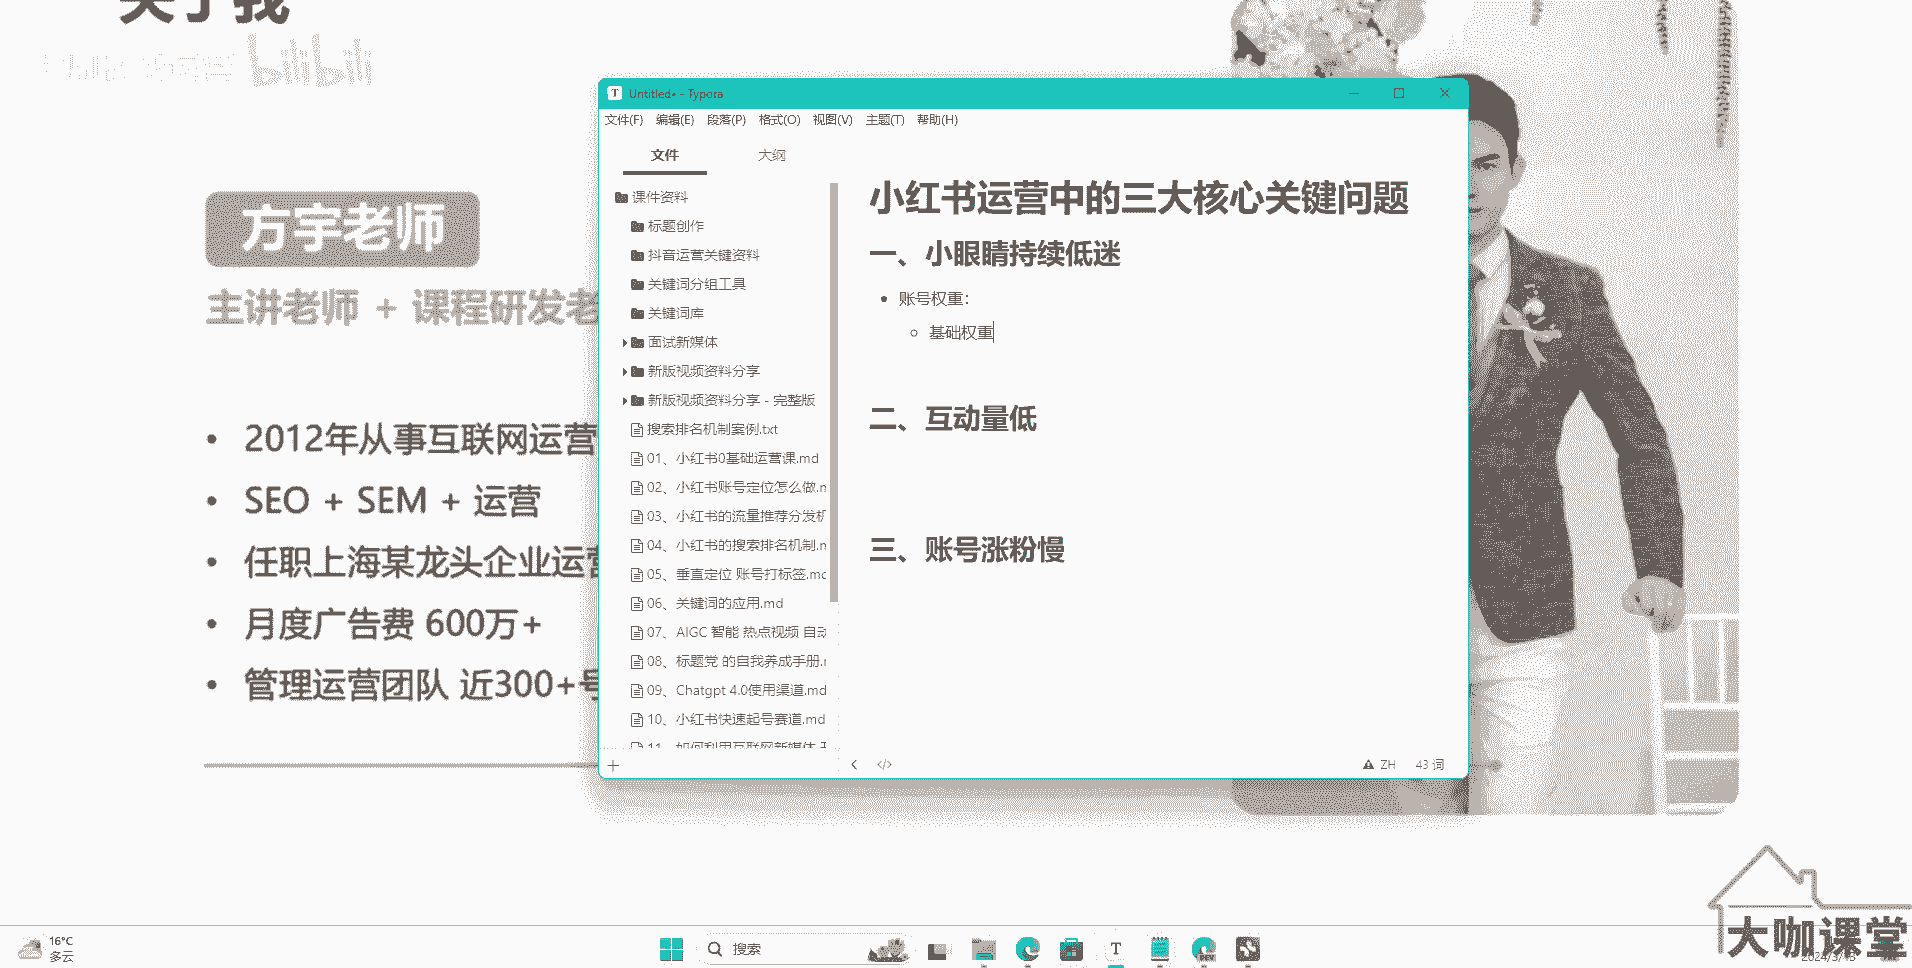 关于我
bilibili
方宇老师
主讲老师 + 课程研发老
• 2012年从事互联网运营
• SEO + SEM + 运营
• 任职上海某龙头企业运营
• 月度广告费 600万+
• 管理运营团队 近300+号
Untitled• - Typora
文件(F) 编辑(E) 段落(P) 格式(O) 视图(V) 主题(T) 帮助(H)
文件 大纲
课件资料
标题创作
抖音运营关键资料
关键词分组工具
关键词库
面试新媒体
新版视频资料分享
新版视频资料分享 - 完整版
搜索排名机制案例.txt
01、小红书0基础运营课.md
02、小红书账号定位怎么做.m
03、小红书的流量推荐分发机
04、小红书的搜索排名机制.m
05、垂直定位 账号打标签.md
06、关键词的应用.md
07、AIGC 智能 热点视频 自动
08、标题党 的自我养成手册.m
09、Chatgpt 4.0使用渠道.md
10、小红书快速起号赛道.md
11、如何利用互联网新媒体
小红书运营中的三大核心关键问题
一、小眼睛持续低迷
• 账号权重：
◦ 基础权重
二、互动量低
三、账号涨粉慢
ZH 43 词
16°C
多云
搜索
大咖课堂